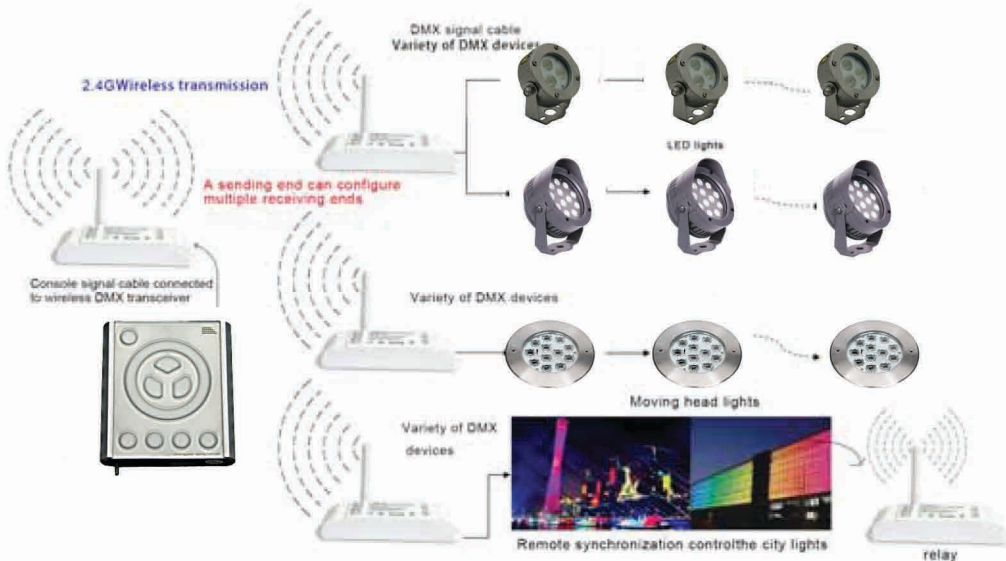 DMX signal cable
Variety of DMX devices
2.4GWireless transmission
LED lights
A sending end can configure
multiple receiving ends
Console signal cable connected
to wireless DMX transceiver
Variety of DMX devices
Moving head lights
Variety of DMX
devices
Remote synchronization controlthe city lights
relay